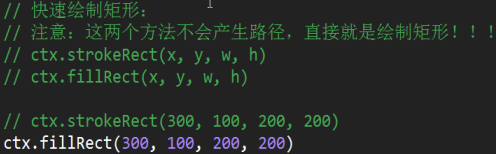 // 快速绘制矩形：
// 注意：这两个方法不会产生路径，直接就是绘制矩形！！！
// ctx.strokeRect(x, y, w, h)
// ctx.fillRect(x, y, w, h)
// ctx.strokeRect(300, 100, 200, 200)
ctx.fillRect(300, 100, 200, 200)